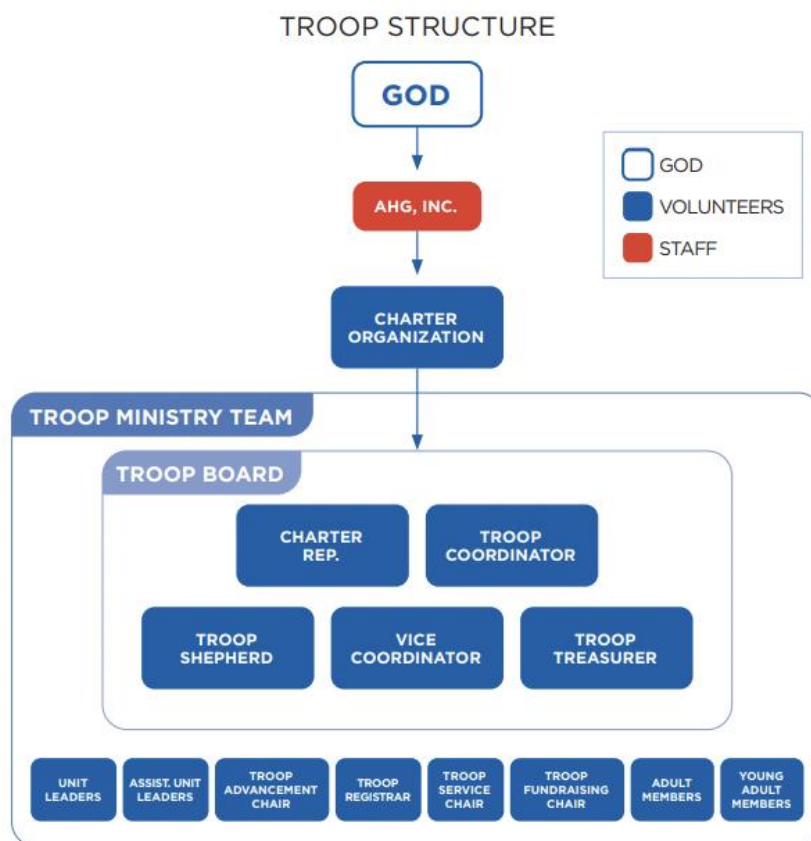 TROOP STRUCTURE
GOD
AHG, INC.
GOD
VOLUNTEERS
STAFF
CHARTER
ORGANIZATION
TROOP MINISTRY TEAM
TROOP BOARD
CHARTER
REP.
TROOP
COORDINATOR
TROOP
SHEPHERD
VICE
COORDINATOR
TROOP
TREASURER
UNIT
LEADERS
ASSIST. UNIT
LEADERS
TROOP
ADVANCEMENT
CHAIR
TROOP
REGISTRAR
TROOP
SERVICE
CHAIR
TROOP
FUNDRAISING
CHAIR
ADULT
MEMBERS
YOUNG
ADULT
MEMBERS